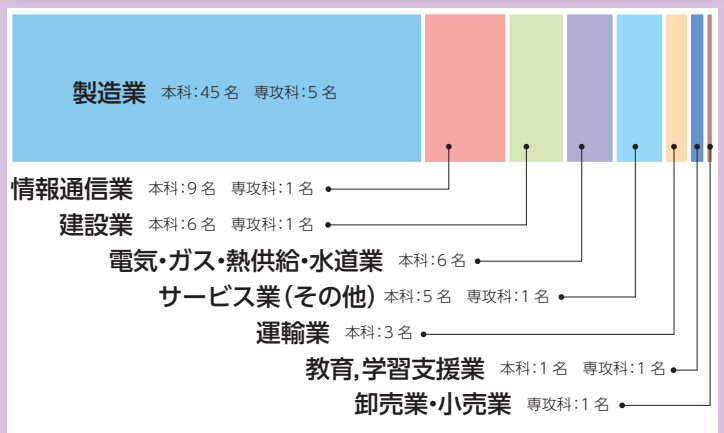 製造業 本科:45名 専攻科:5名
情報通信業 本科:9名 専攻科:1名
建設業 本科:6名 専攻科:1名
電気・ガス・熱供給・水道業 本科:6名
サービス業(その他) 本科:5名 専攻科:1名
運輸業 本科:3名
教育,学習支援業 本科:1名 専攻科:1名
卸売業・小売業 専攻科:1名